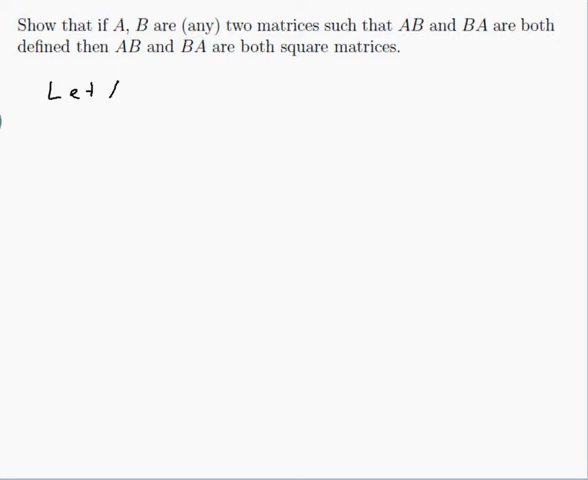 Show that if A, B are (any) two matrices such that AB and BA are both
defined then AB and BA are both square matrices.
Let